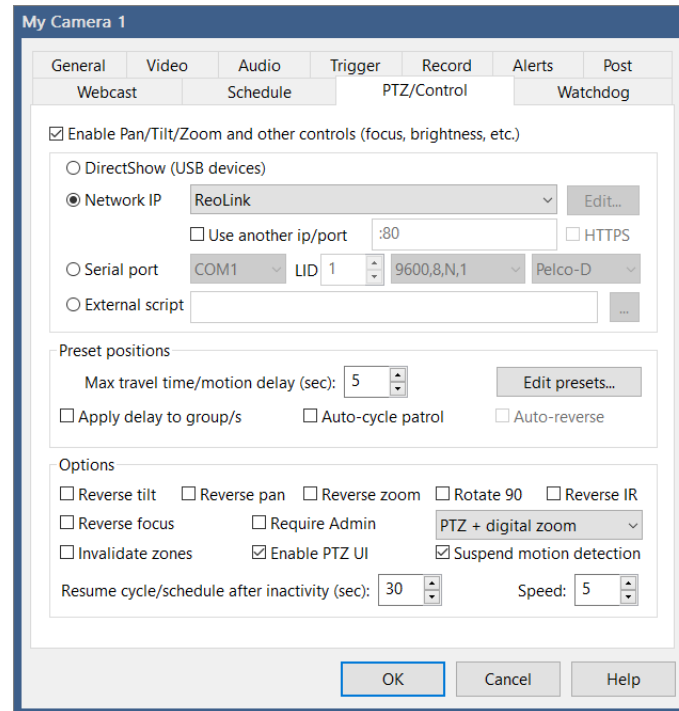 My Camera 1
General Video Audio Trigger Record Alerts Post
Webcast Schedule PTZ/Control Watchdog
Enable Pan/Tilt/Zoom and other controls (focus, brightness, etc.)
DirectShow (USB devices)
Network IP ReoLink Edit...
Use another ip/port :80 HTTPS
Serial port COM1 LID 1 9600,8,N,1 Pelco-D
External script ...
Preset positions
Max travel time/motion delay (sec): 5 Edit presets...
Apply delay to group/s Auto-cycle patrol Auto-reverse
Options
Reverse tilt Reverse pan Reverse zoom Rotate 90 Reverse IR
Reverse focus Require Admin PTZ + digital zoom
Invalidate zones Enable PTZ UI Suspend motion detection
Resume cycle/schedule after inactivity (sec): 30 Speed: 5
OK Cancel Help